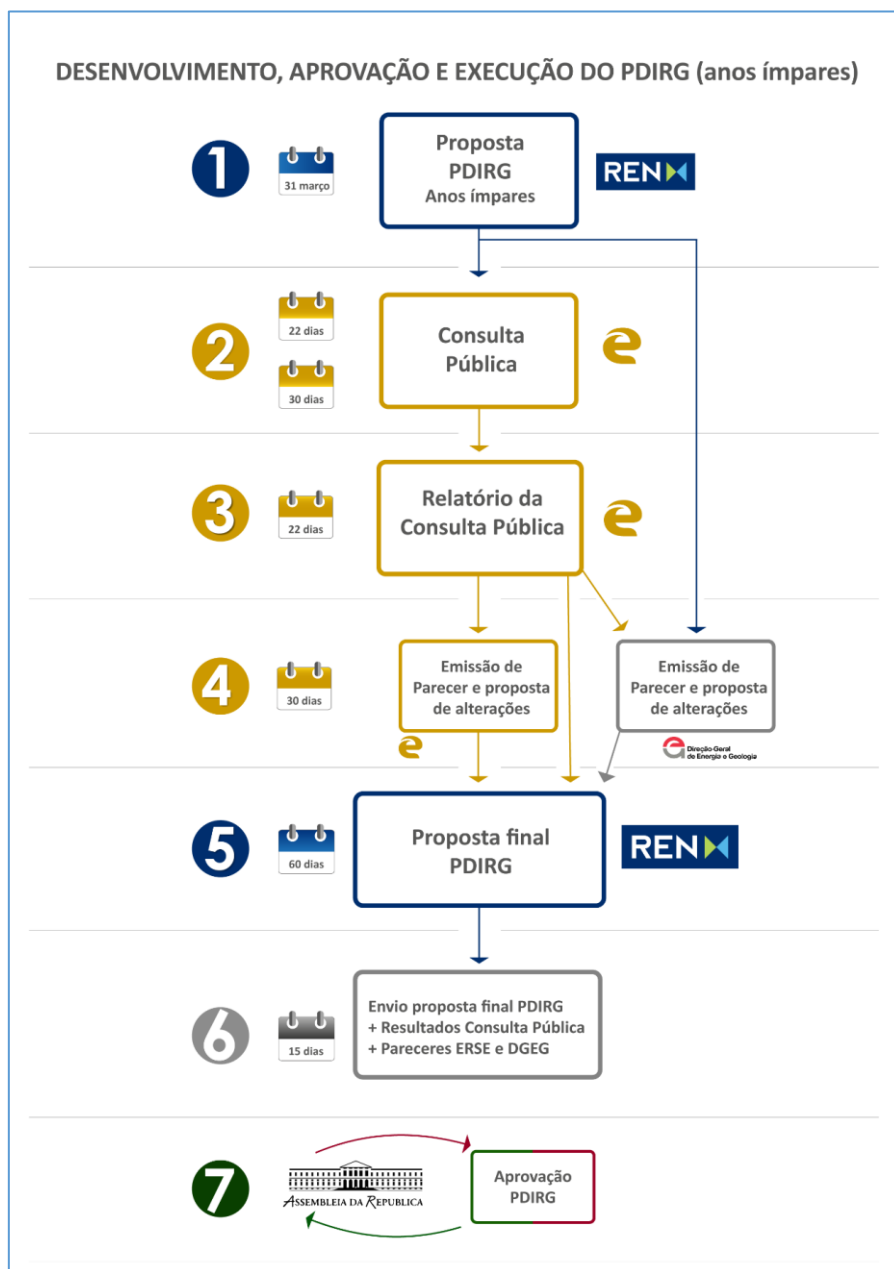 DESENVOLVIMENTO, APROVAÇÃO E EXECUÇÃO DO PDIRG (anos ímpares)
1
31 março
Proposta
PDIRG
Anos ímpares
REN
2
22 dias
30 dias
Consulta
Pública
e
3
22 dias
Relatório da
Consulta Pública
e
4
30 dias
Emissão de
Parecer e proposta
de alterações
e
Emissão de
Parecer e proposta
de alterações
Direção Geral
de Energia e Geologia
5
60 dias
Proposta final
PDIRG
REN
6
15 dias
Envio proposta final PDIRG
+ Resultados Consulta Pública
+ Pareceres ERSE e DGEG
7
ASSEMBLEIA DA REPUBLICA
Aprovação
PDIRG